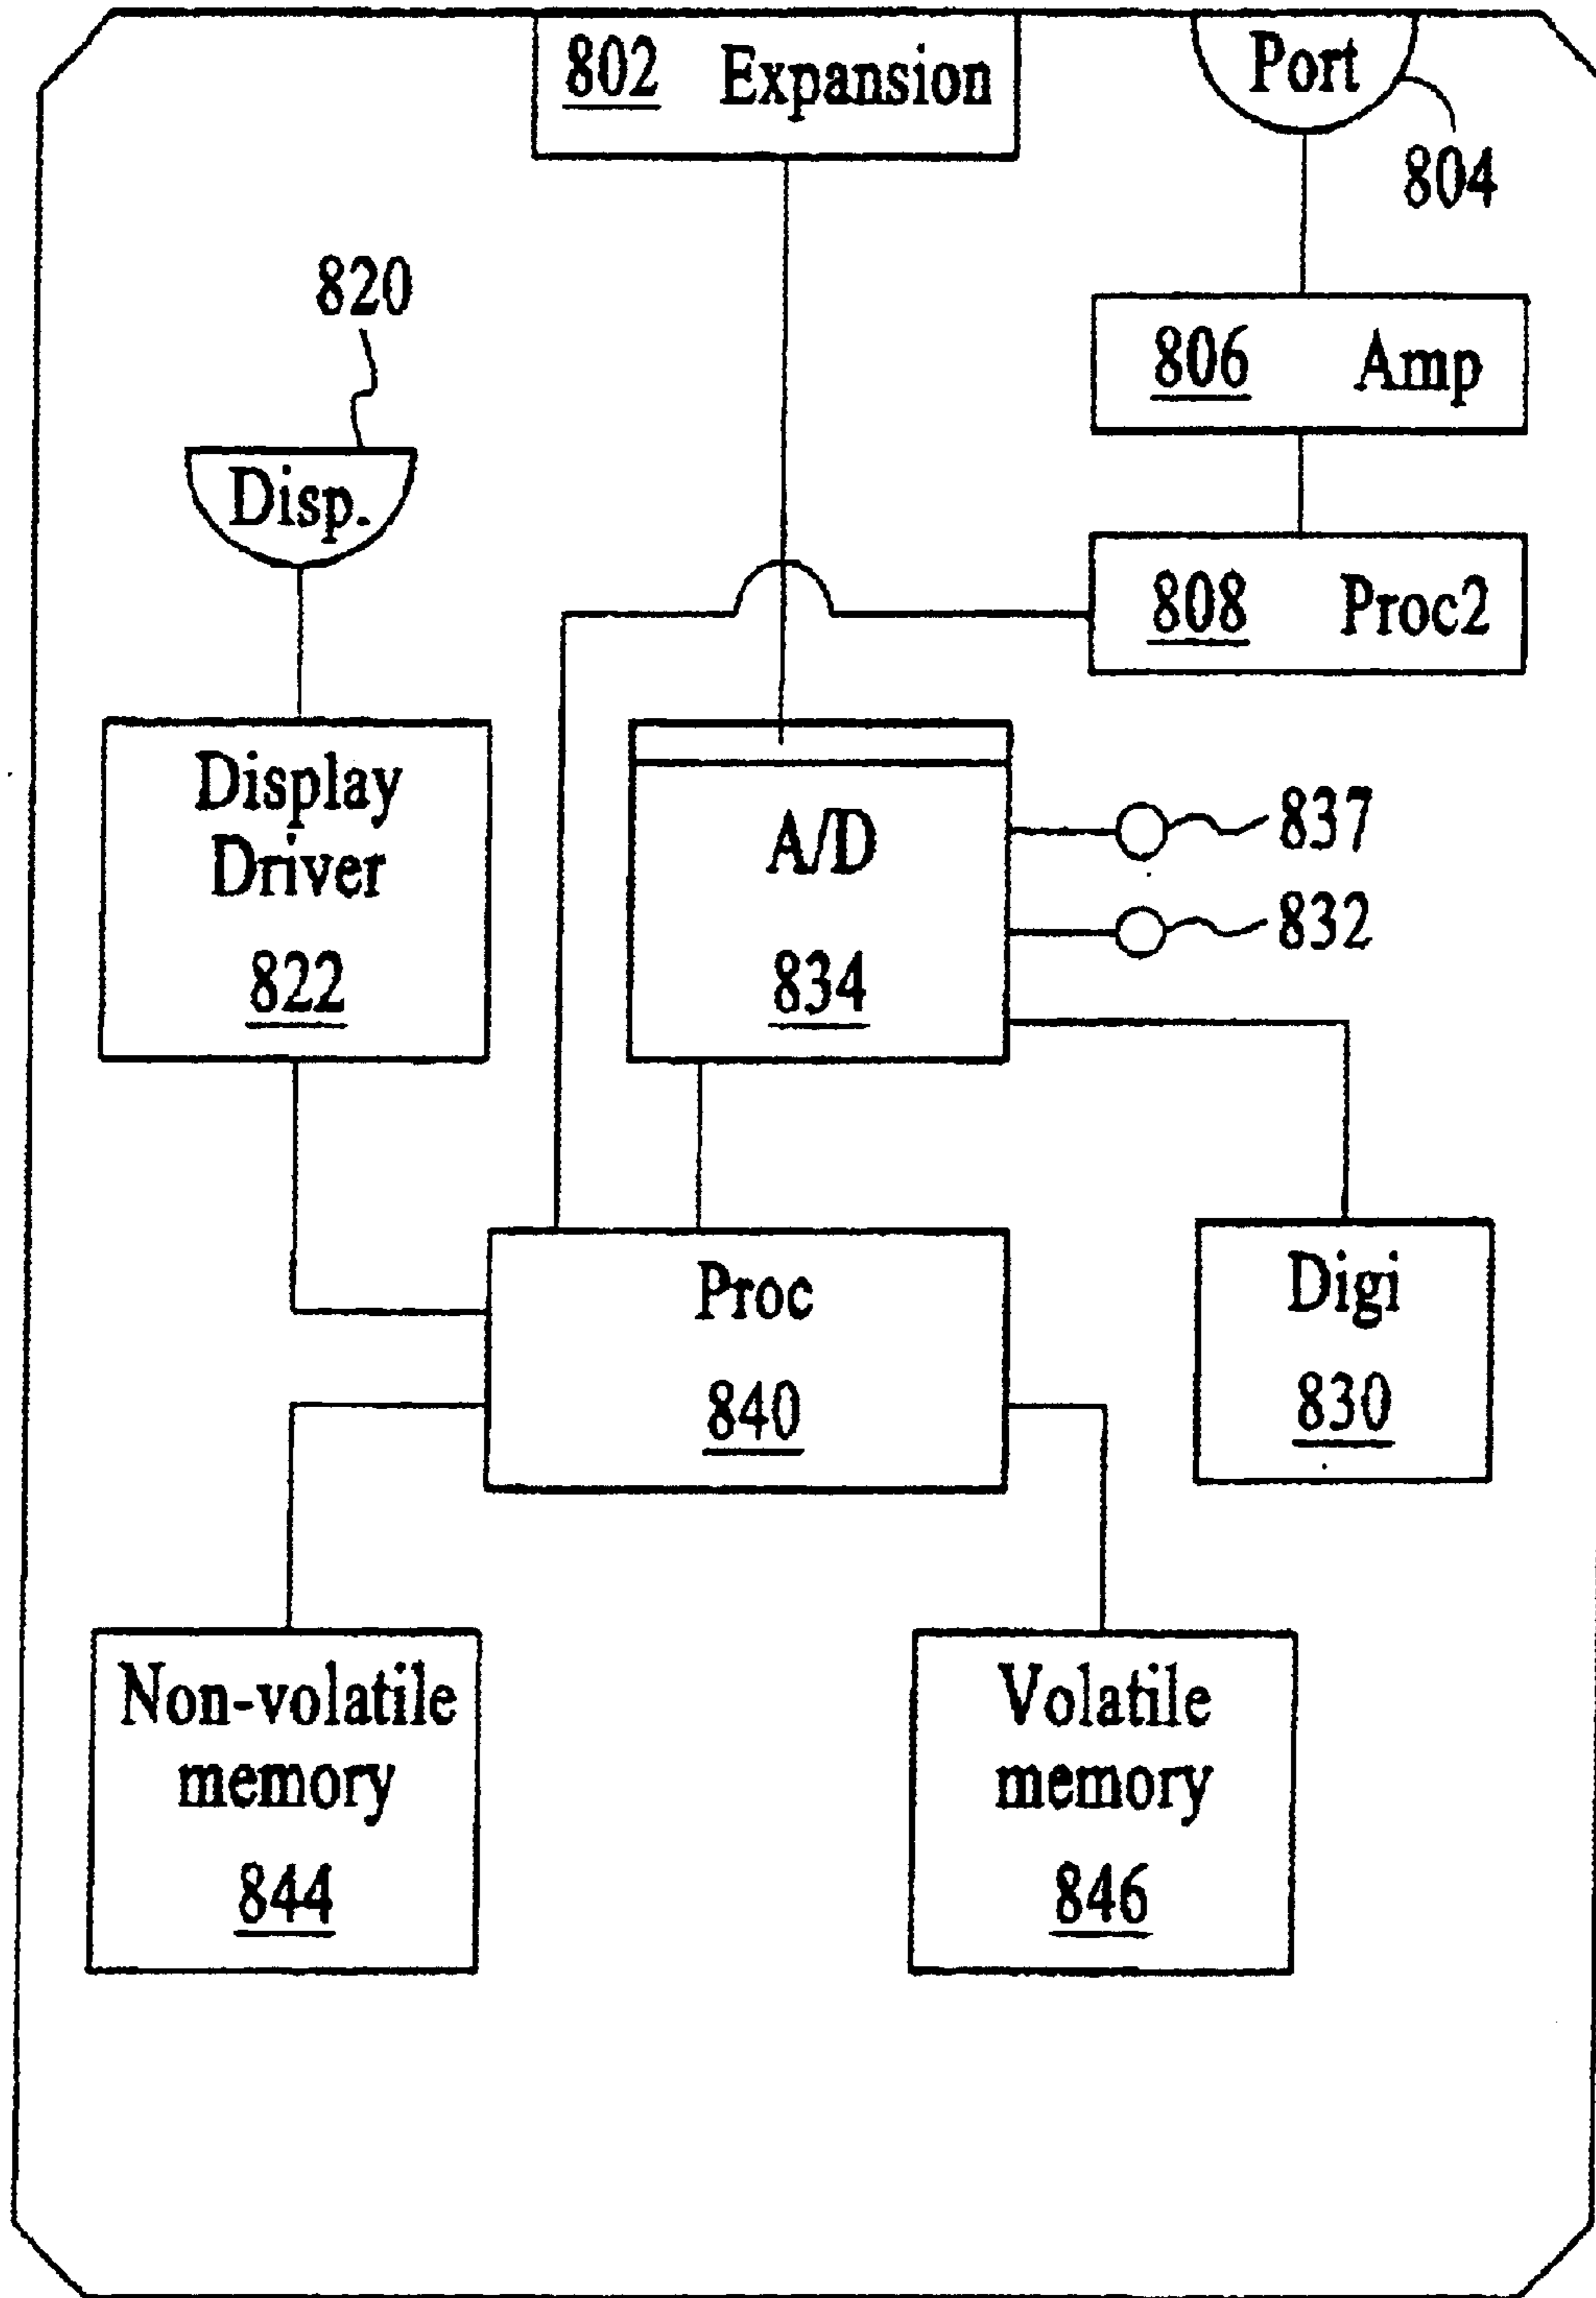 802 Expansion
Port
804
820
806 Amp
Disp.
808 Proc2
Display
Driver
822
A/D
834
837
832
Proc
840
Digi
830
Non-volatile
memory
844
Volatile
memory
846